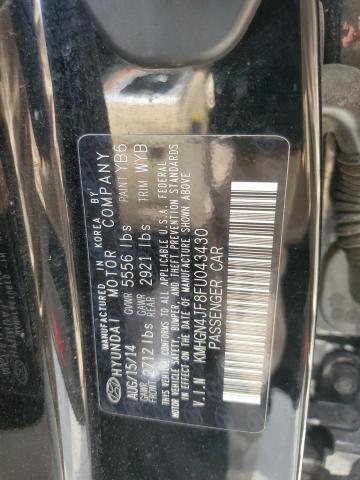 MANUFACTURED IN KOREA BY
HYUNDAI MOTOR COMPANY
AUG/15/14 GVWR 5556 lbs PAINT YB6
GAWR FRONT 2712 lbs GAWR REAR 2921 lbs TRIM WYB
THIS VEHICLE CONFORMS TO ALL APPLICABLE U.S.A. FEDERAL
MOTOR VEHICLE SAFETY, BUMPER, AND THEFT PREVENTION STANDARDS
IN EFFECT ON THE DATE OF MANUFACTURE SHOWN ABOVE.
V.I.N KMHGN4JF8FU043430
PASSENGER CAR